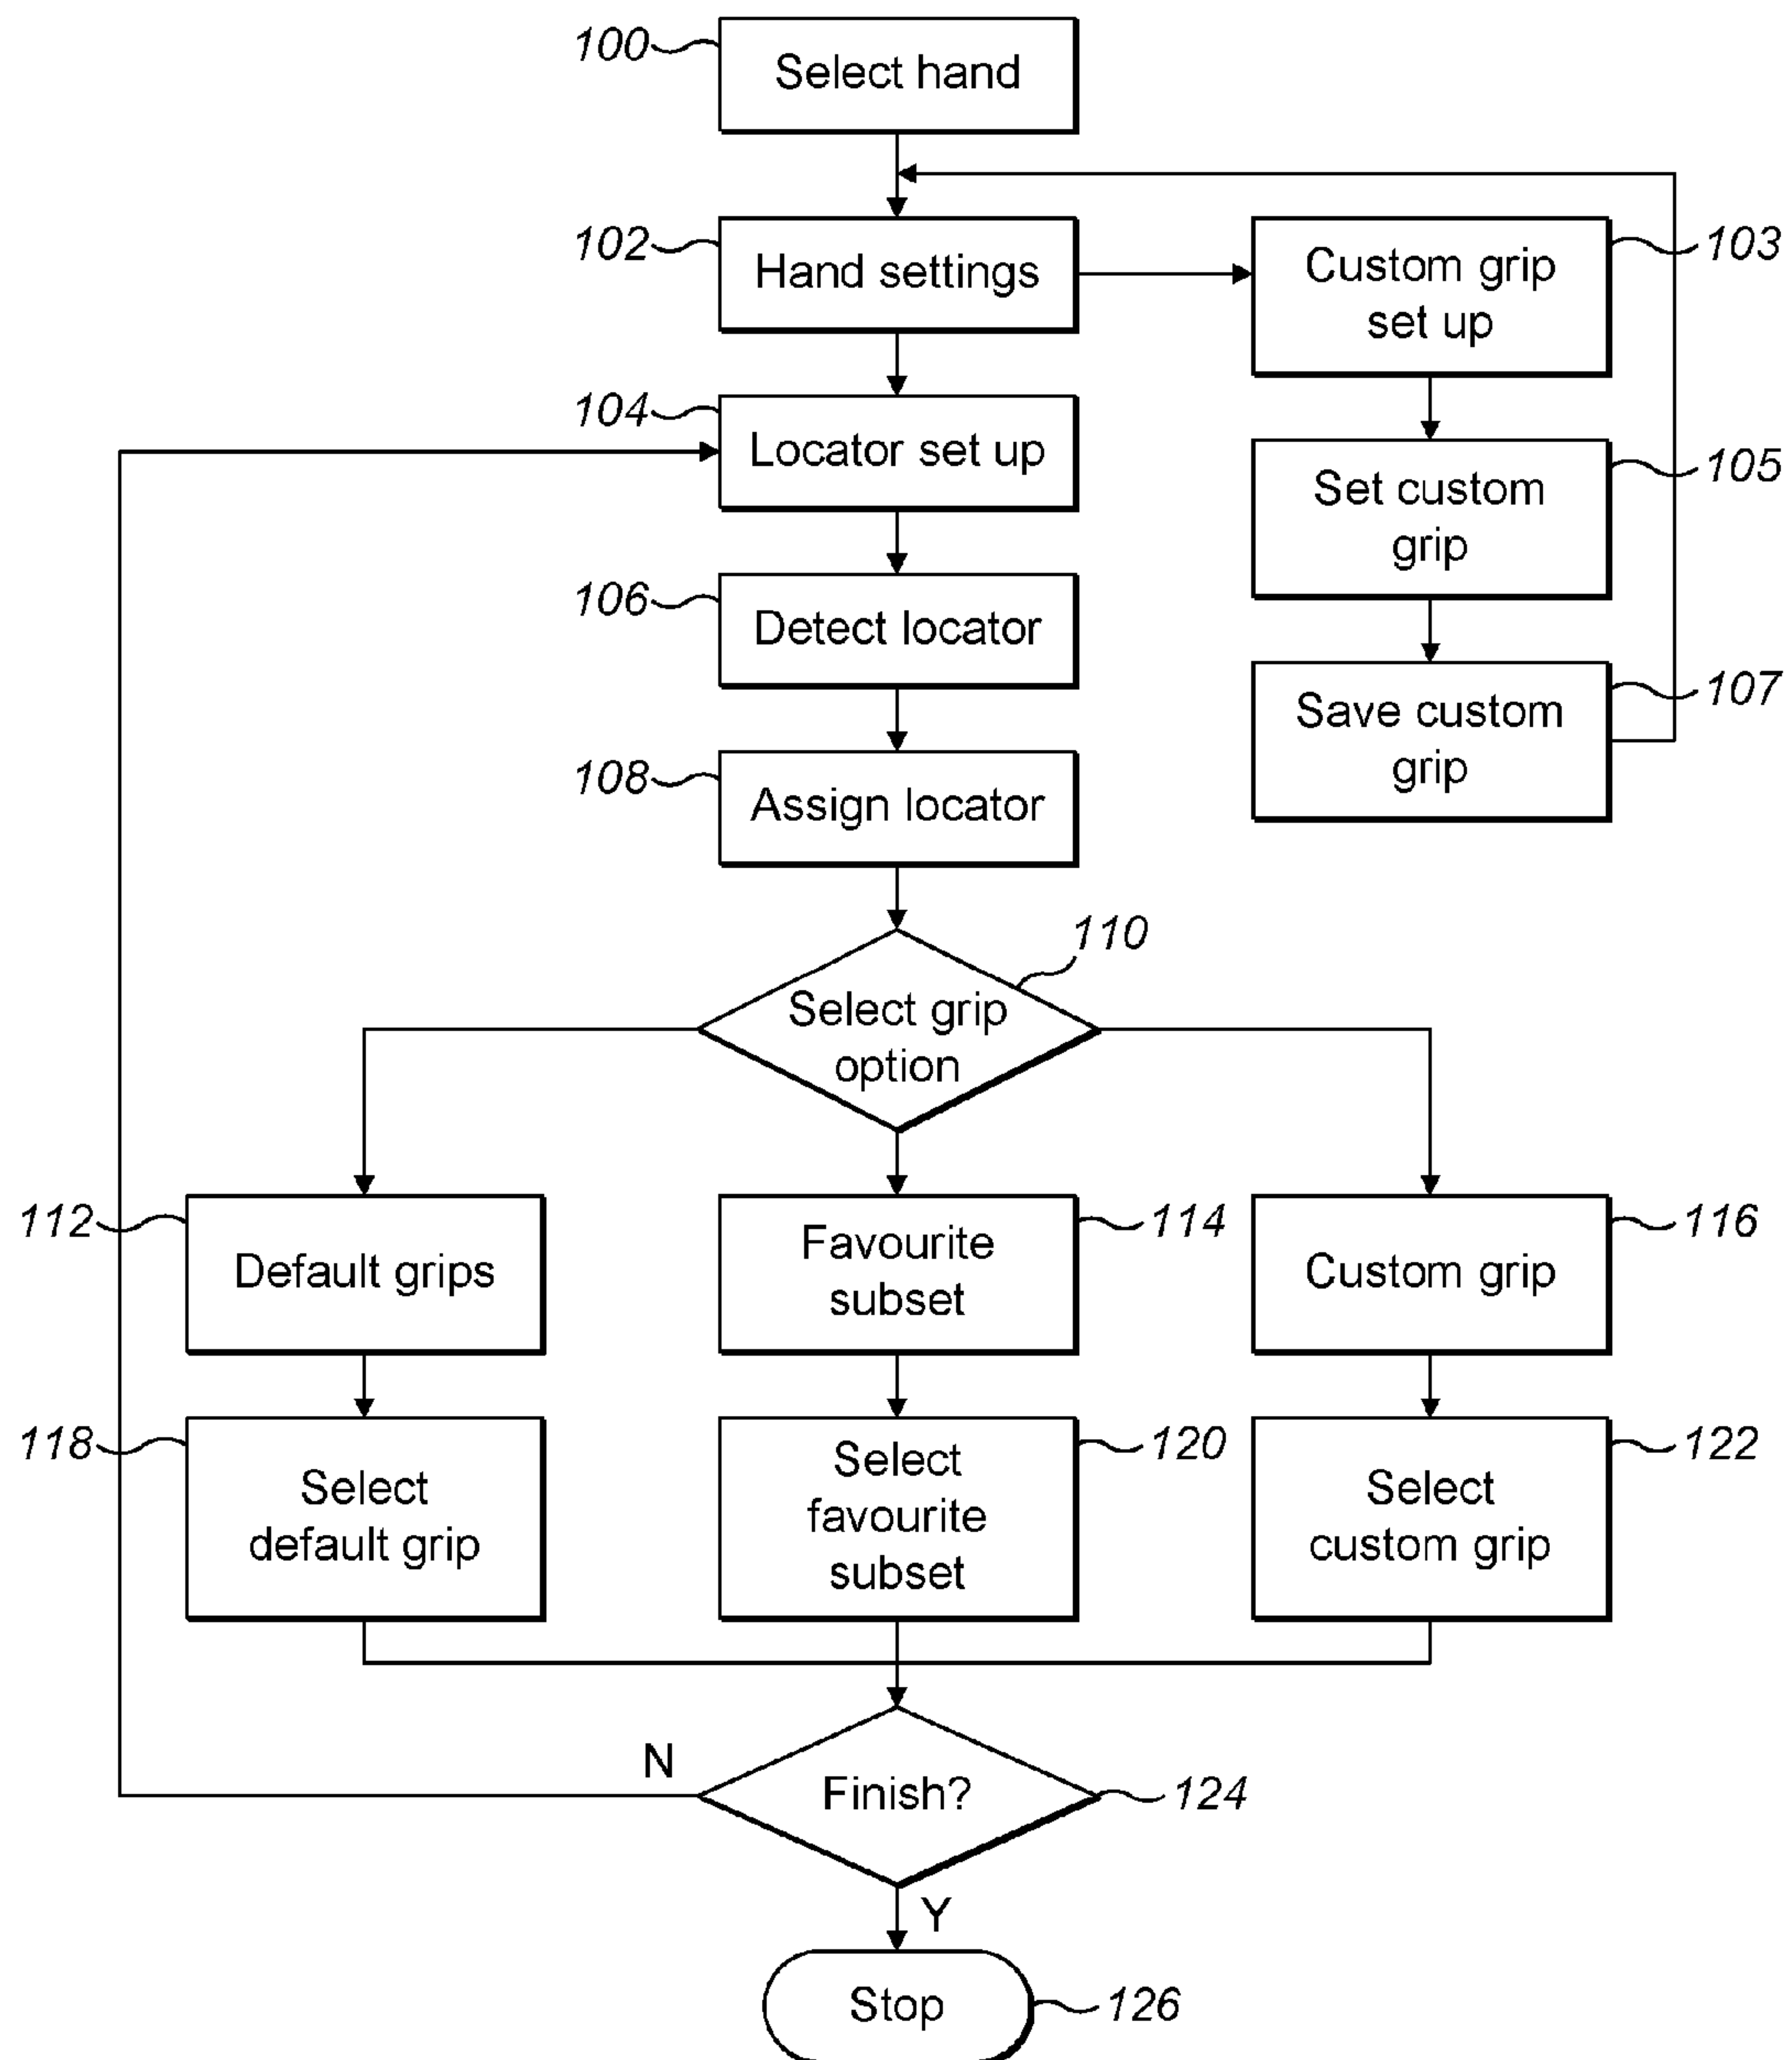 100
Select hand
102
Hand settings
103
Custom grip
set up
104
Locator set up
105
Set custom
grip
106
Detect locator
107
Save custom
grip
108
Assign locator
110
Select grip
option
112
Default grips
114
Favourite
subset
116
Custom grip
118
Select
default grip
120
Select
favourite
subset
122
Select
custom grip
N
Finish?
124
Y
Stop
126